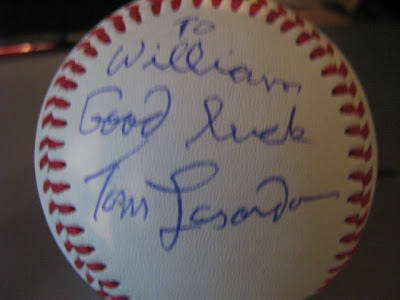 To
William
Good luck
Tom Lasorda